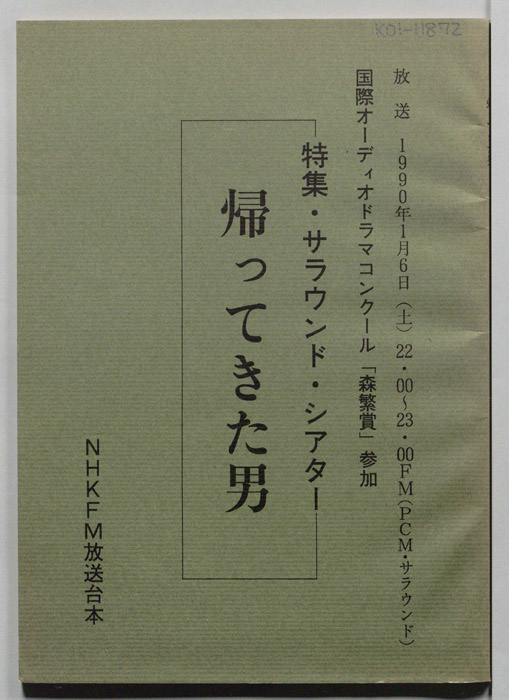 K01-11872
放送 1990年1月6日(土)22・00~23・00FM(PCM・サラウンド)
国際オーディオドラマコンクール「森繁賞」参加
特集・サラウンド・シアター
帰ってきた男
NHKFM放送台本